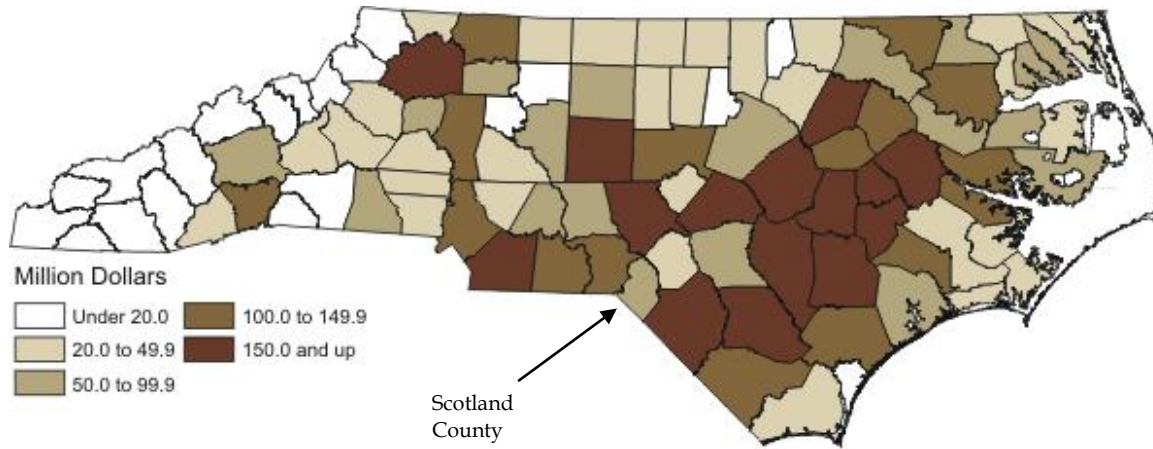 Million Dollars
Under 20.0
100.0 to 149.9
20.0 to 49.9
150.0 and up
50.0 to 99.9
Scotland
County